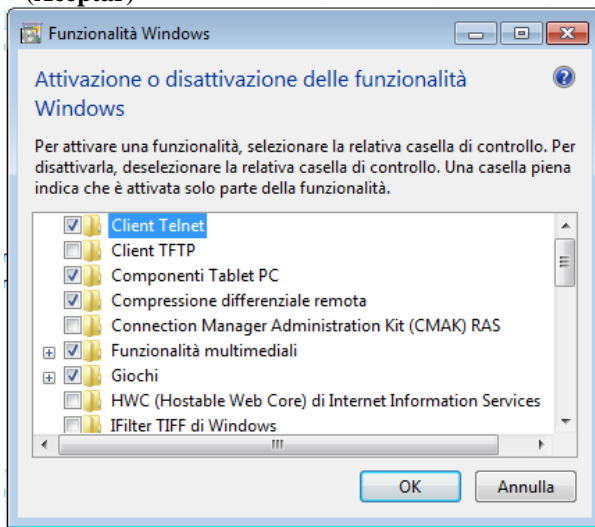 (Aceptar)
Funzionalità Windows
Attivazione o disattivazione delle funzionalità
Windows
Per attivare una funzionalità, selezionare la relativa casella di controllo. Per
disattivarla, deselezionare la relativa casella di controllo. Una casella piena
indica che è attivata solo parte della funzionalità.
Client Telnet
Client TFTP
Componenti Tablet PC
Compressione differenziale remota
Connection Manager Administration Kit (CMAK) RAS
Funzionalità multimediali
Giochi
HWC (Hostable Web Core) di Internet Information Services
IFilter TIFF di Windows
OK Annulla